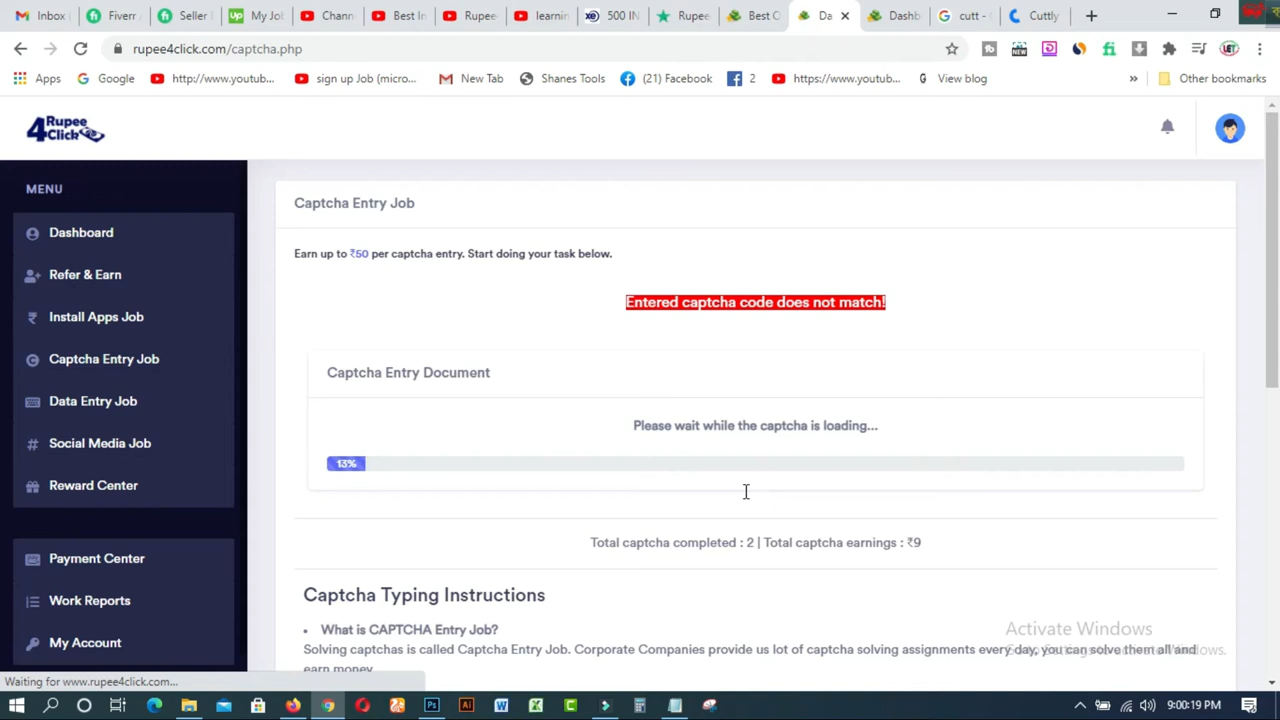 Inbox
Fiverr
Seller
My Jol
Chann
Best In
Rupee
lear
500 IN
Rupee
Best C
Da
Dashb
cutt
Cuttly
rupee4click.com/captcha.php
Apps
Google
http://www.youtub...
sign up Job (micro...
New Tab
Shanes Tools
(21) Facebook
2
https://www.youtub...
View blog
Other bookmarks
4 Rupee Click
MENU
Dashboard
Refer & Earn
Install Apps Job
Captcha Entry Job
Data Entry Job
Social Media Job
Reward Center
Payment Center
Work Reports
My Account
Captcha Entry Job
Earn up to ₹50 per captcha entry. Start doing your task below.
Entered captcha code does not match!
Captcha Entry Document
Please wait while the captcha is loading...
13%
Total captcha completed : 2 | Total captcha earnings : ₹9
Captcha Typing Instructions
• What is CAPTCHA Entry Job?
Solving captchas is called Captcha Entry Job. Corporate Companies provide us lot of captcha solving assignments every day, you can solve them all and
earn money.
Activate Windows
Waiting for www.rupee4click.com...
9:00:19 PM